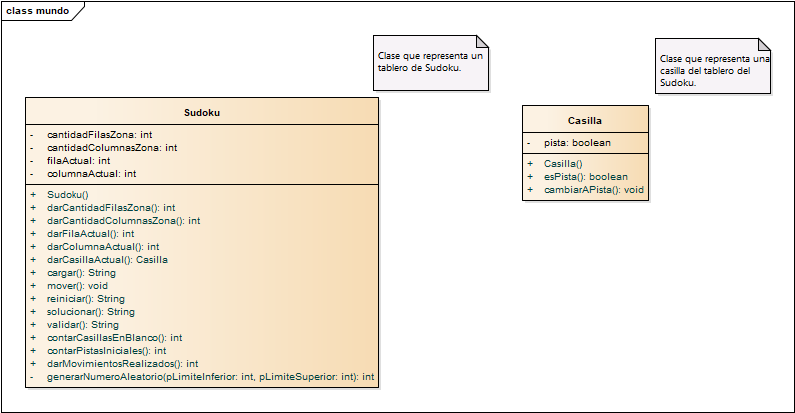 class mundo
Clase que representa un
tablero de Sudoku.
Clase que representa una
casilla del tablero del
Sudoku.
Sudoku
- cantidadFilasZona: int
- cantidadColumnasZona: int
- filaActual: int
- columnaActual: int
+ Sudoku()
+ darCantidadFilasZona(): int
+ darCantidadColumnasZona(): int
+ darFilaActual(): int
+ darColumnaActual(): int
+ darCasillaActual(): Casilla
+ cargar(): String
+ mover(): void
+ reiniciar(): String
+ solucionar(): String
+ validar(): String
+ contarCasillasEnBlanco(): int
+ contarPistasIniciales(): int
+ darMovimientosRealizados(): int
- generarNumeroAleatorio(pLimiteInferior: int, pLimiteSuperior: int): int
Casilla
- pista: boolean
+ Casilla()
+ esPista(): boolean
+ cambiarAPista(): void